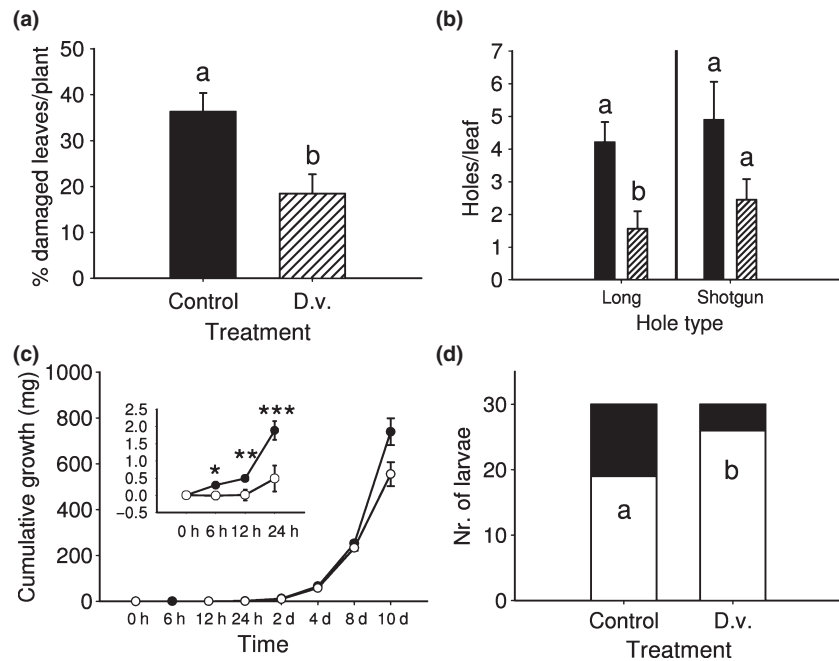 (a)
50
40
30
20
10
0
% damaged leaves/plant
a
b
Control D.v.
Treatment
(b)
7
6
5
4
3
2
1
0
Holes/leaf
a
b
a
a
Long Shotgun
Hole type
(c)
1000
800
600
400
200
0
Cumulative growth (mg)
2.5
2.0
1.5
1.0
0.5
0.0
−0.5
*
**
***
0 h 6 h 12 h 24 h
0 h 6 h 12 h 24 h 2 d 4 d 8 d 10 d
Time
(d)
30
20
10
0
Nr. of larvae
a
b
Control D.v.
Treatment